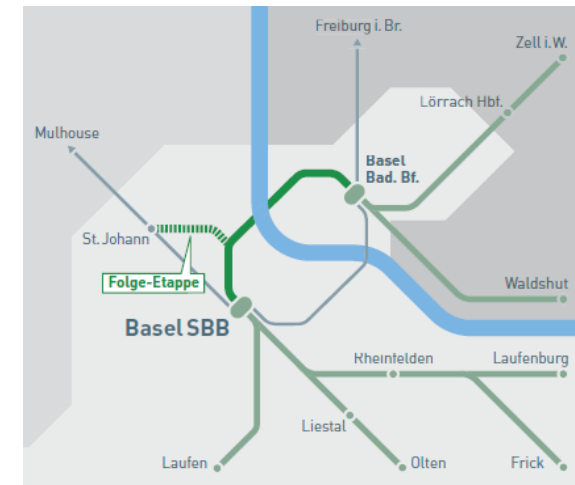 Freiburg i. Br.
Zell i.W.
Lörrach Hbf.
Mulhouse
Basel
Bad. Bf.
St. Johann
Folge-Etappe
Waldshut
Basel SBB
Rheinfelden
Laufenburg
Liestal
Laufen
Olten
Frick